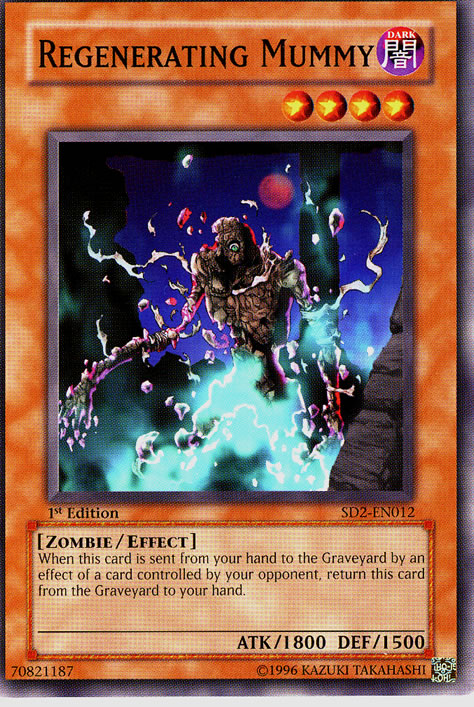 REGENERATING MUMMY
DARK
闇
1st Edition
SD2-EN012
[ZOMBIE/EFFECT]
When this card is sent from your hand to the Graveyard by an
effect of a card controlled by your opponent, return this card
from the Graveyard to your hand.
ATK/1800 DEF/1500
70821187
©1996 KAZUKI TAKAHASHI